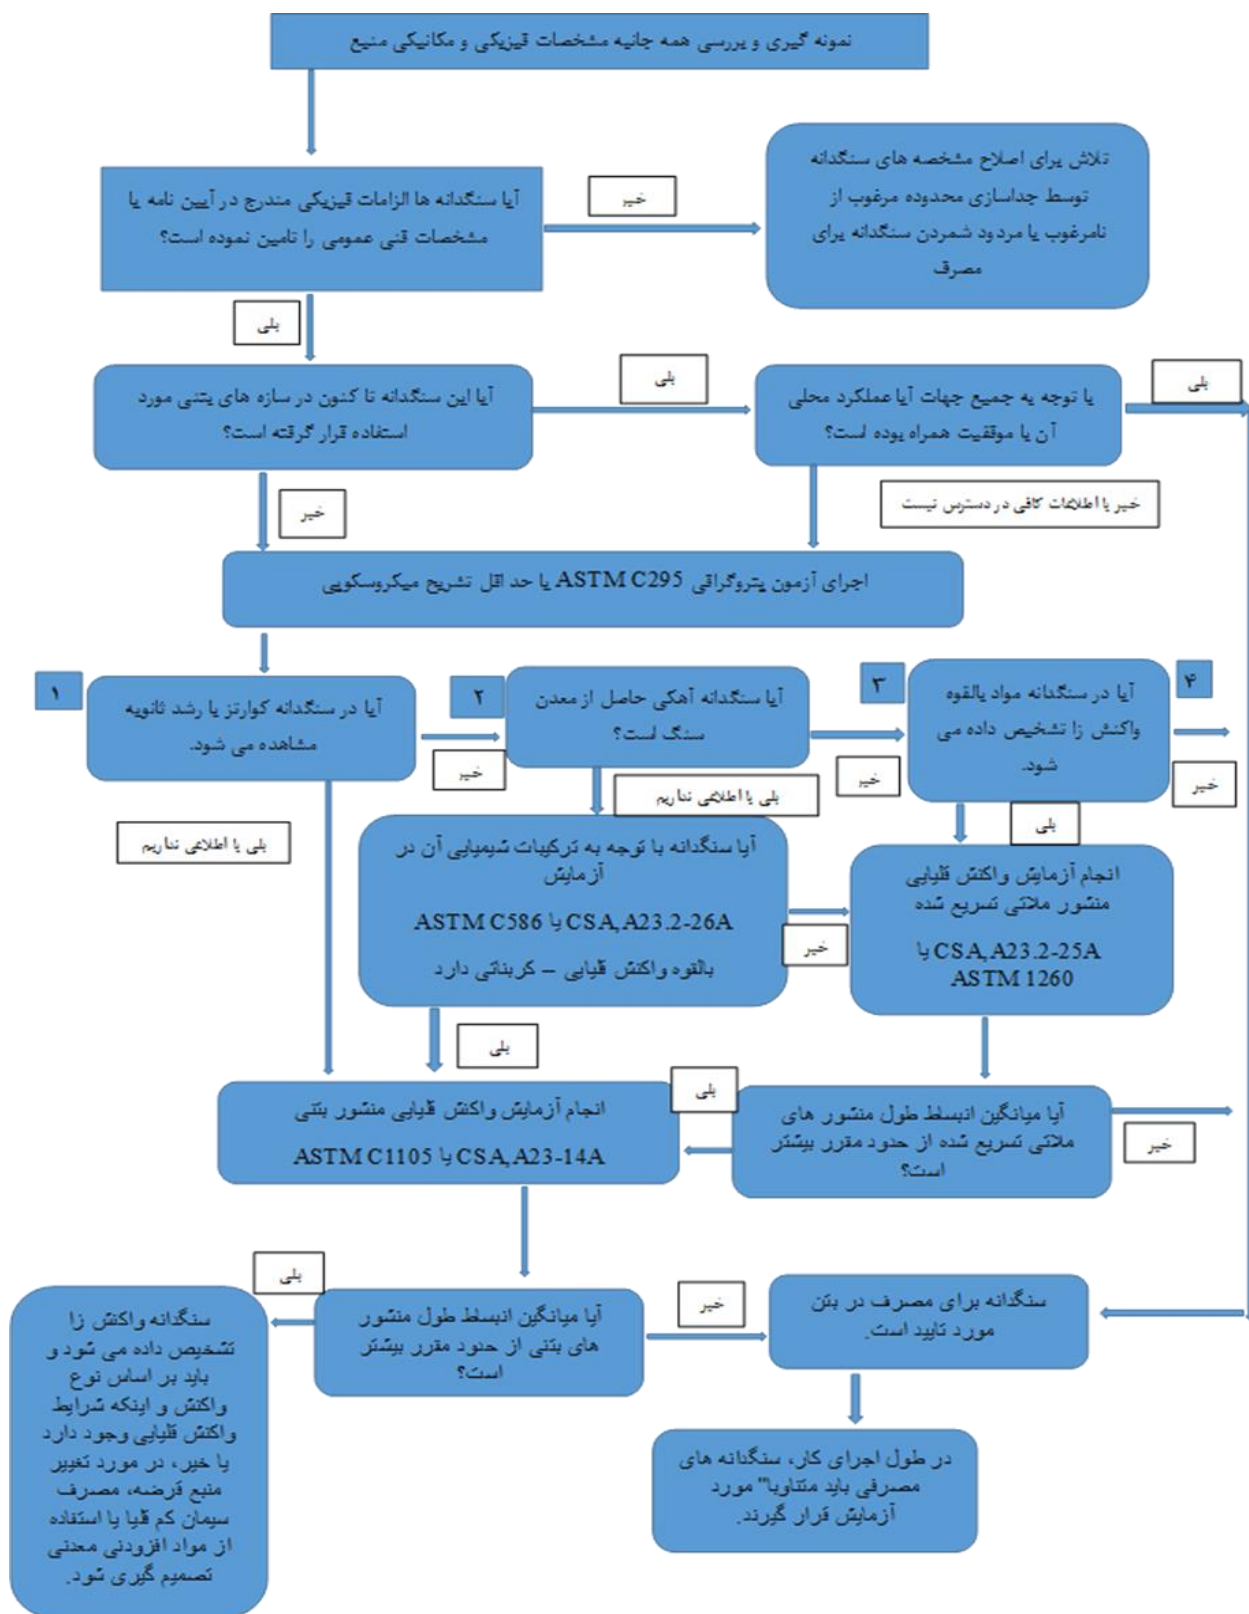 نمونه گیری و بررسی همه جانبه مشخصات فیزیکی و مکانیکی منبع
تلاش برای اصلاح مشخصه های سنگدانه
توسط جداسازی محدوده مرغوب از
نامرغوب یا مردود شمردن سنگدانه برای
مصرف
خیر
آیا سنگدانه ها الزامات فیزیکی مندرج در آیین نامه یا
مشخصات فنی عمومی را تامین نموده است؟
بلی
آیا این سنگدانه تا کنون در سازه های بتنی مورد
استفاده قرار گرفته است؟
بلی
با توجه به جمیع جهات آیا عملکرد محلی
آن با موفقیت همراه بوده است؟
بلی
خیر
خیر یا اطلاعات کافی در دسترس نیست
اجرای آزمون پتروگرافی ASTM C295 یا حداقل تشریح میکروسکوپی
۱
آیا در سنگدانه کوارتز با رشد ثانویه
مشاهده می شود.
خیر
۲
آیا سنگدانه آهکی حاصل از معدن
سنگ است؟
خیر
۳
آیا در سنگدانه مواد بالقوه
واکنش زا تشخیص داده می
شود.
۴
خیر
بلی یا اطلاعی نداریم
بلی یا اطلاعی نداریم
بلی
آیا سنگدانه با توجه به ترکیبات شیمیایی آن در
آزمایش
CSA,A23.2-26A یا ASTM C586
بالقوه واکنش قلیایی – کربناتی دارد
خیر
انجام آزمایش واکنش قلیایی
منشور ملاتی تسریع شده
CSA,A23.2-25A یا
ASTM 1260
بلی
انجام آزمایش واکنش قلیایی منشور بتنی
CSA,A23-14A یا ASTM C1105
بلی
آیا میانگین انبساط طول منشور های
ملاتی تسریع شده از حدود مقرر بیشتر
است؟
خیر
بلی
سنگدانه واکنش زا
تشخیص داده می شود و
باید بر اساس نوع
واکنش و اینکه شرایط
واکنش قلیایی وجود دارد
یا خیر، در مورد تغییر
منبع قرضه، مصرف
سیمان کم قلیا یا استفاده
از مواد افزودنی معدنی
تصمیم گیری شود.
آیا میانگین انبساط طول منشور
های بتنی از حدود مقرر بیشتر
است؟
خیر
سنگدانه برای مصرف در بتن
مورد تایید است.
در طول اجرای کار، سنگدانه های
مصرفی باید متناوبا" مورد
آزمایش قرار گیرند.